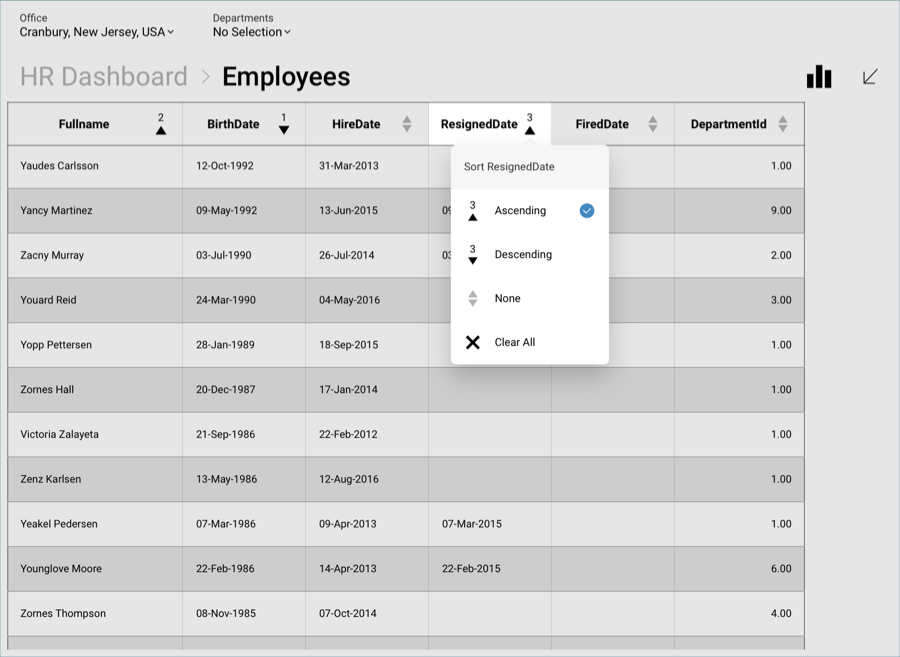 Office
Cranbury, New Jersey, USA
Departments
No Selection
HR Dashboard > Employees
Fullname 2 BirthDate 1 HireDate ResignedDate 3 FiredDate DepartmentId
Yaudes Carlsson 12-Oct-1992 31-Mar-2013 1.00
Yancy Martinez 09-May-1992 13-Jun-2015 09 9.00
Zacny Murray 03-Jul-1990 26-Jul-2014 03 2.00
Youard Reid 24-Mar-1990 04-May-2016 3.00
Yopp Pettersen 28-Jan-1989 18-Sep-2015 1.00
Zornes Hall 20-Dec-1987 17-Jan-2014 1.00
Victoria Zalayeta 21-Sep-1986 22-Feb-2012 1.00
Zenz Karlsen 13-May-1986 12-Aug-2016 1.00
Yeakel Pedersen 07-Mar-1986 09-Apr-2013 07-Mar-2015 1.00
Younglove Moore 22-Feb-1986 14-Apr-2013 22-Feb-2015 6.00
Zornes Thompson 08-Nov-1985 07-Oct-2014 4.00
Sort ResignedDate
3 Ascending
3 Descending
None
Clear All